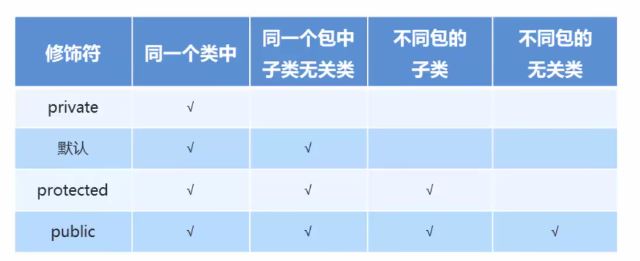 修饰符 同一个类中 同一个包中 不同包的 不同包的
子类无关类 子类 无关类
private √
默认 √ √
protected √ √ √
public √ √ √ √